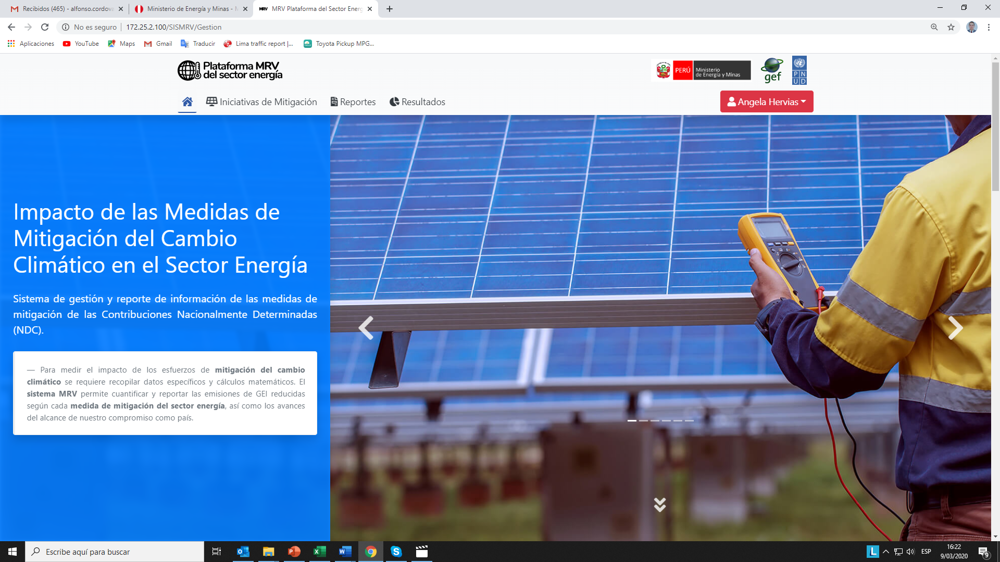 Recibidos (465) - alfonso.cordova
Ministerio de Energía y Minas - M
MRV MRV Plataforma del Sector Energ
No es seguro 172.25.2.100/SISMRV/Gestion
Aplicaciones YouTube Maps Gmail Traducir Lima traffic report |... Toyota Pickup MPG...
Plataforma MRV
del sector energía
PERÚ Ministerio
de Energía y Minas
gef
P N
U D
Iniciativas de Mitigación Reportes Resultados Angela Hervias
Impacto de las Medidas de
Mitigación del Cambio
Climático en el Sector Energía
Sistema de gestión y reporte de información de las medidas de
mitigación de las Contribuciones Nacionalmente Determinadas
(NDC).
— Para medir el impacto de los esfuerzos de mitigación del cambio
climático se requiere recopilar datos específicos y cálculos matemáticos. El
sistema MRV permite cuantificar y reportar las emisiones de GEI reducidas
según cada medida de mitigación del sector energía, así como los avances
del alcance de nuestro compromiso como país.
Escribe aquí para buscar
L ESP
16:22
9/03/2020
9